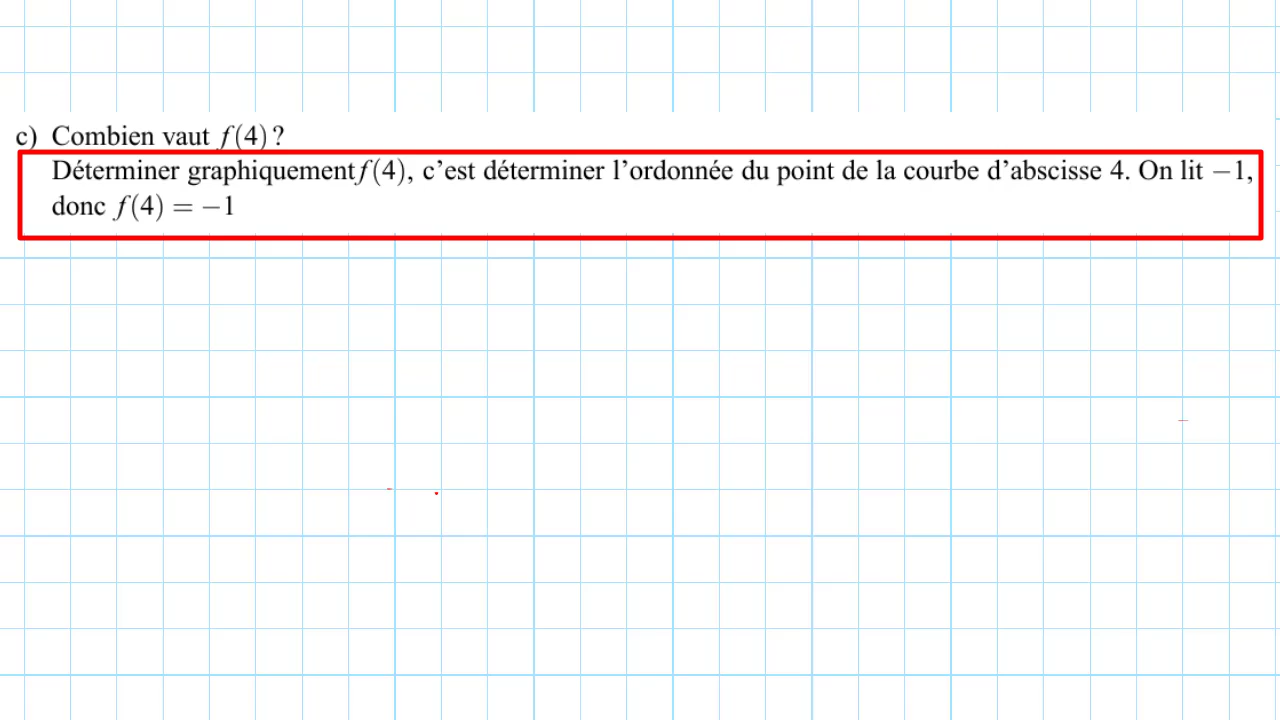 c) Combien vaut f(4) ?
Déterminer graphiquement f(4), c’est déterminer l’ordonnée du point de la courbe d’abscisse 4. On lit −1,
donc f(4) = −1